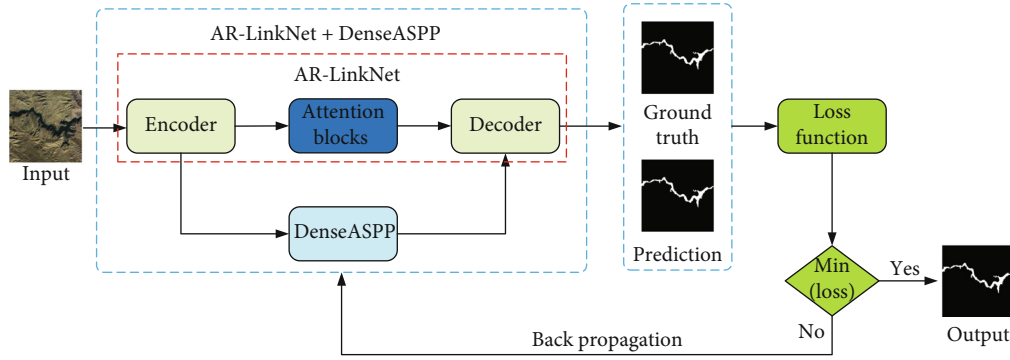 AR-LinkNet + DenseASPP
AR-LinkNet
Input
Encoder
Attention
blocks
Decoder
DenseASPP
Ground
truth
Prediction
Loss
function
Min
(loss)
Yes
No
Output
Back propagation